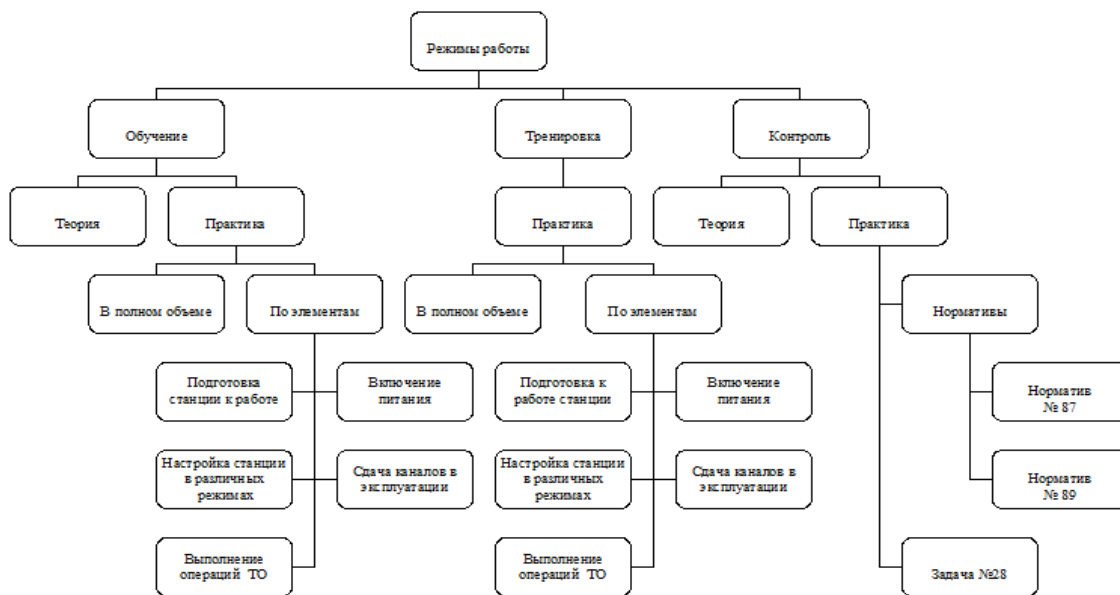 Режимы работы
Обучение
Тренировка
Контроль
Теория
Практика
Практика
Теория
Практика
В полном объеме
По элементам
В полном объеме
По элементам
Нормативы
Подготовка
станции к работе
Включение
питания
Подготовка к
работе станции
Включение
питания
Норматив
№ 87
Настройка станции
в различных
режимах
Сдача каналов в
эксплуатации
Настройка станции
в различных
режимах
Сдача каналов в
эксплуатации
Норматив
№ 89
Выполнение
операций ТО
Выполнение
операций ТО
Задача №28